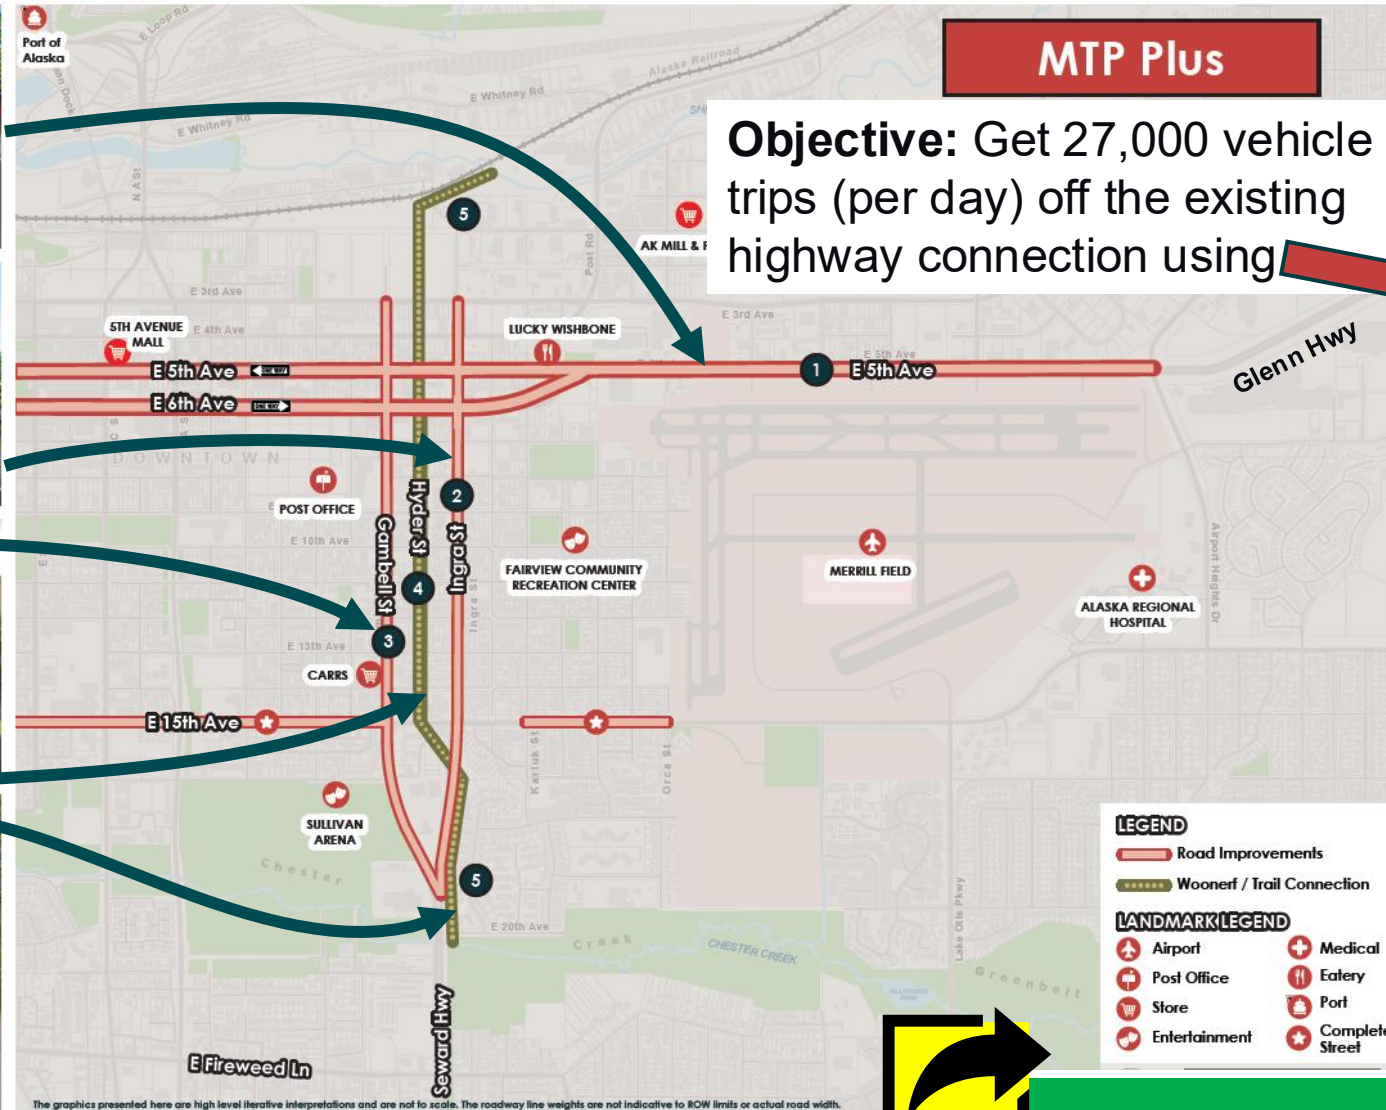 Port of
Alaska
E Loop Rd
Alaska Railroad
MTP Plus
E Whitney Rd
E Whitney Rd
Objective: Get 27,000 vehicle
trips (per day) off the existing
highway connection using
N A St
5
Post Rd
AK MILL &
E 3rd Ave
E 3rd Ave
5TH AVENUE
MALL
E 4th Ave
LUCKY WISHBONE
E 5th Ave
Glenn Hwy
E 5th Ave
ONE WAY
1
E 5th Ave
E 6th Ave
ONE WAY
DOWNTOWN
POST OFFICE
2
Gambell St
Hyder St
Ingra St
E 10th Ave
FAIRVIEW COMMUNITY
RECREATION CENTER
MERRILL FIELD
Airport Heights Dr
ALASKA REGIONAL
HOSPITAL
4
Ingra St
3
E 13th Ave
CARRS
E 15th Ave
Karluk St
Orca St
SULLIVAN
ARENA
Chester
5
E 20th Ave
Creek
CHESTER CREEK
Lake Otis Pkwy
Greenbelt
LEGEND
Road Improvements
Woonerf / Trail Connection
LANDMARK LEGEND
Airport
Medical
Post Office
Eatery
Store
Port
Entertainment
Complete
Street
Seward Hwy
E Fireweed Ln
The graphics presented here are high level iterative interpretations and are not to scale. The roadway line weights are not indicative to ROW limits or actual road width.